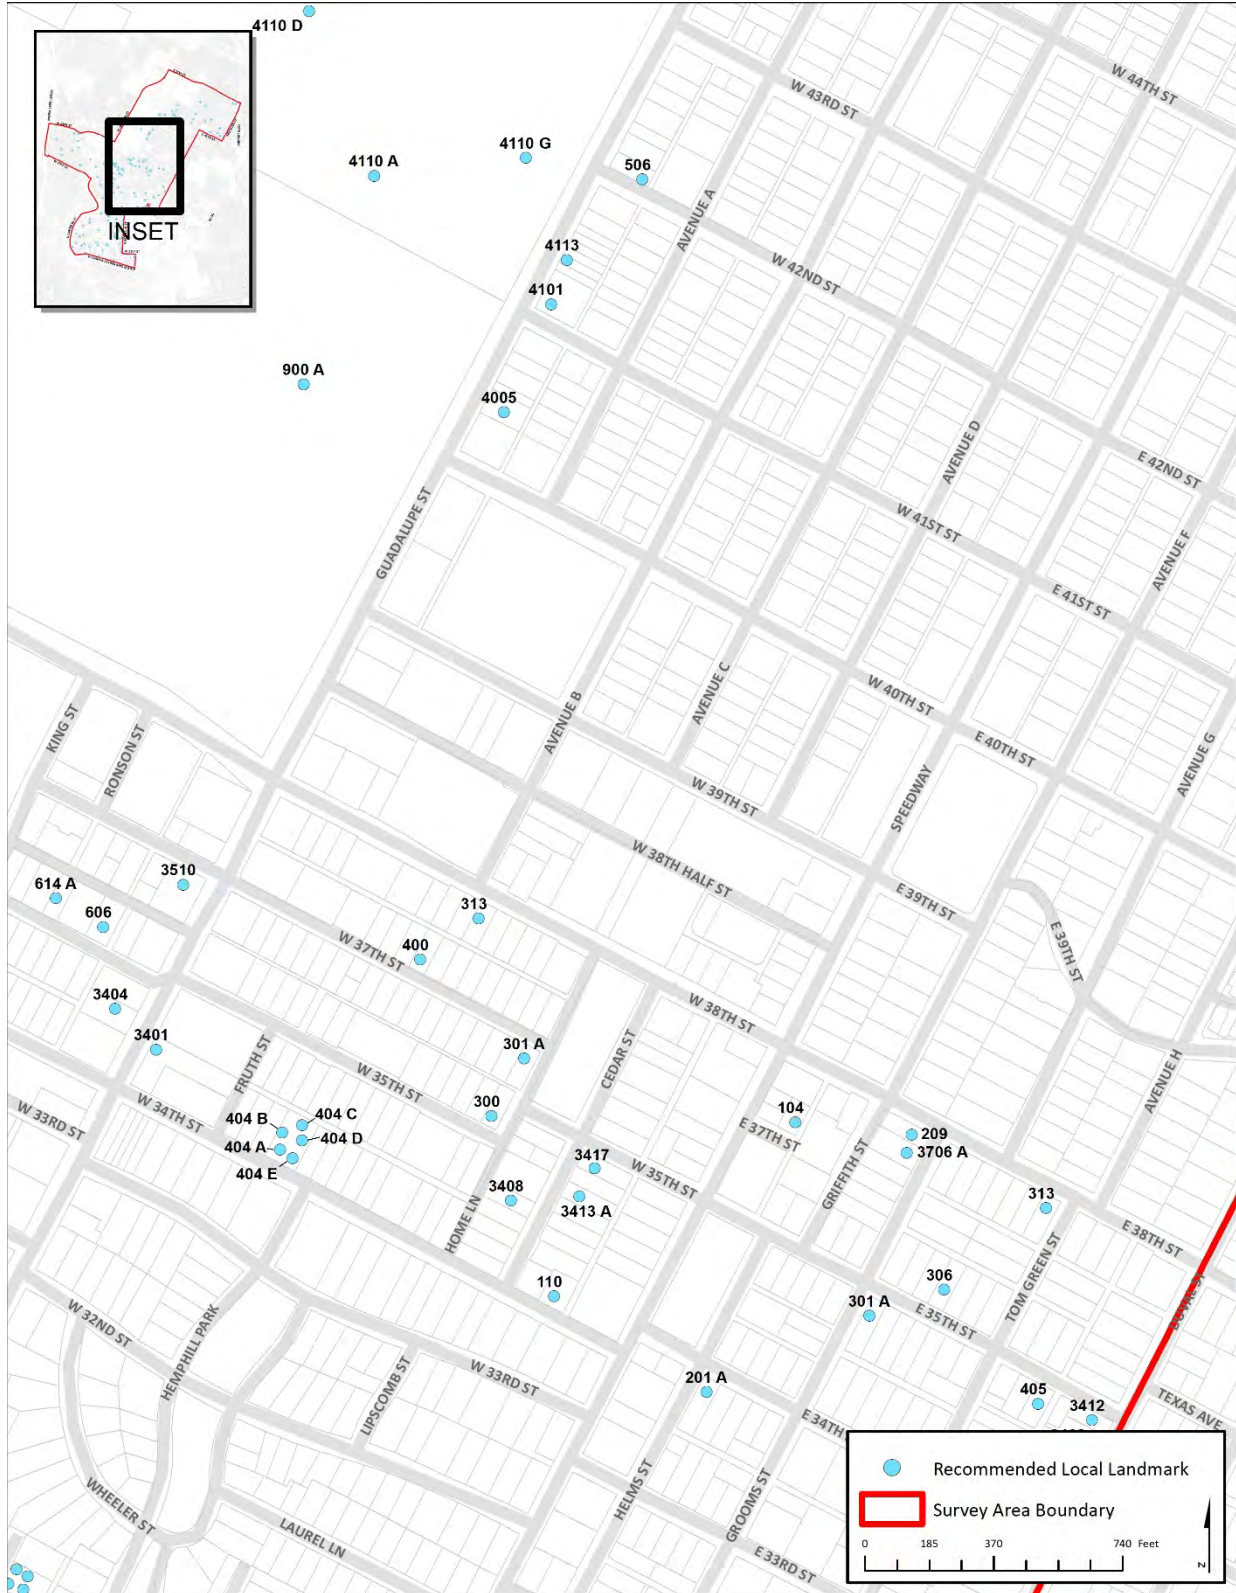 4110 D
INSET
W 44TH ST
W 43RD ST
4110 G
4110 A
506
AVENUE A
4113
W 42ND ST
4101
900 A
4005
AVENUE D
E 42ND ST
GUADALUPE ST
W 41ST ST
AVENUE F
E 41ST ST
AVENUE C
W 40TH ST
AVENUE B
KING ST
RONSON ST
E 40TH ST
AVENUE G
W 39TH ST
SPEEDWAY
W 38TH HALF ST
3510
614 A
E 39TH ST
606
313
E 39TH ST
400
W 37TH ST
3404
W 38TH ST
3401
301 A
CEDAR ST
FRUTH ST
W 35TH ST
AVENUE H
300
W 34TH ST
W 33RD ST
404 B
404 C
404 A
404 D
404 E
104
E 37TH ST
209
3706 A
3417
W 35TH ST
GRIFFITH ST
3408
3413 A
313
HOME LN
E 38TH ST
110
306
TOM GREEN ST
301 A
E 35TH ST
DUVAL ST
W 32ND ST
HEMPHILL PARK
W 33RD ST
201 A
LIPSCOMB ST
405
3412
TEXAS AVE
E 34TH
HELMS ST
GROOMS ST
WHEELER ST
LAUREL LN
E 33RD ST
Recommended Local Landmark
Survey Area Boundary
0 185 370 740 Feet
N